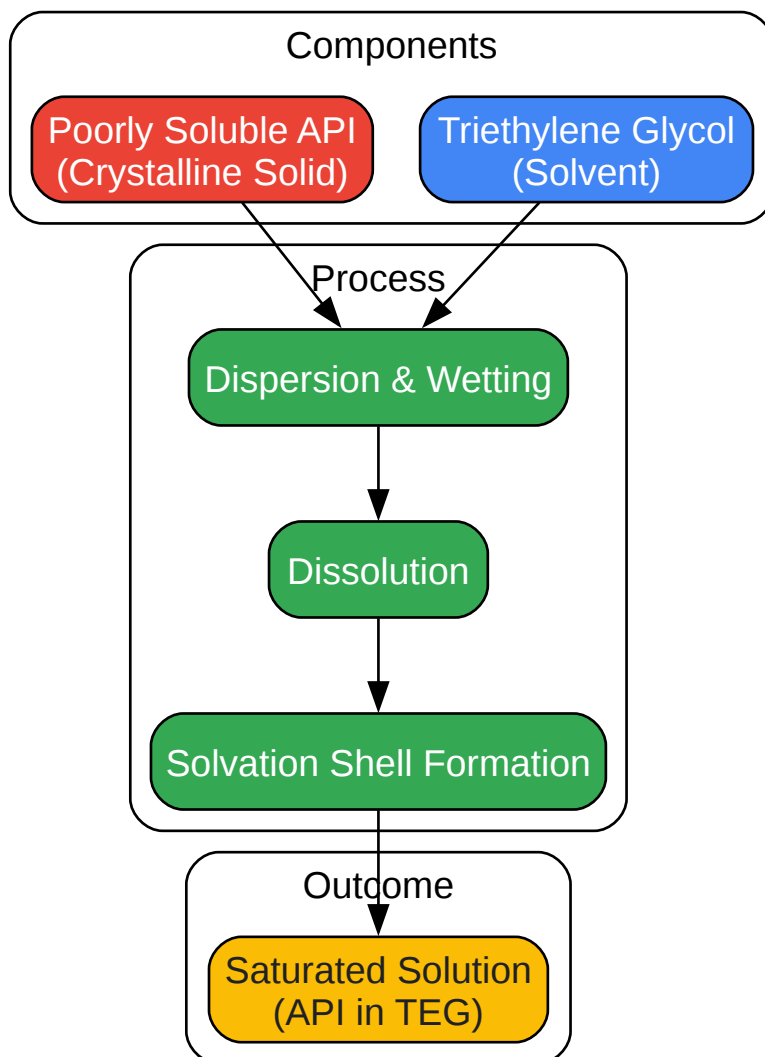 Components
Poorly Soluble API
(Crystalline Solid)
Triethylene Glycol
(Solvent)
Process
Dispersion & Wetting
Dissolution
Solvation Shell Formation
Outcome
Saturated Solution
(API in TEG)